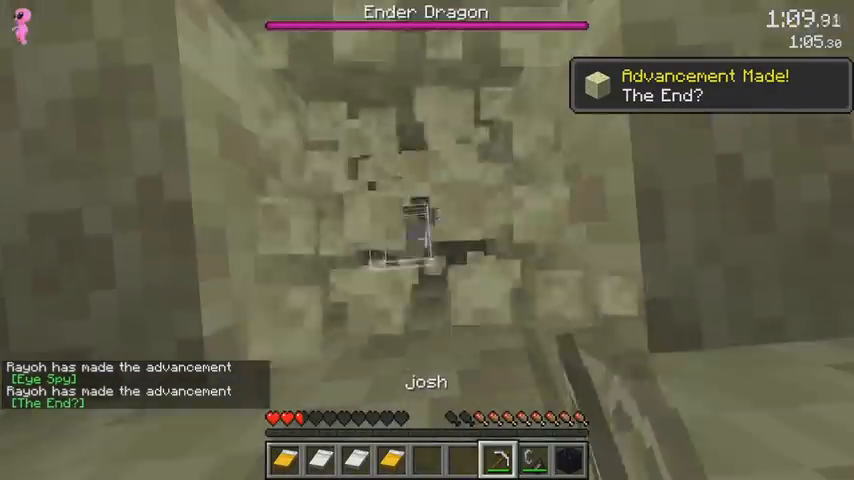 Ender Dragon
1:09.91
1:05.30
Advancement Made!
The End?
Rayoh has made the advancement
[Eye Spy]
Rayoh has made the advancement
[The End?]
josh